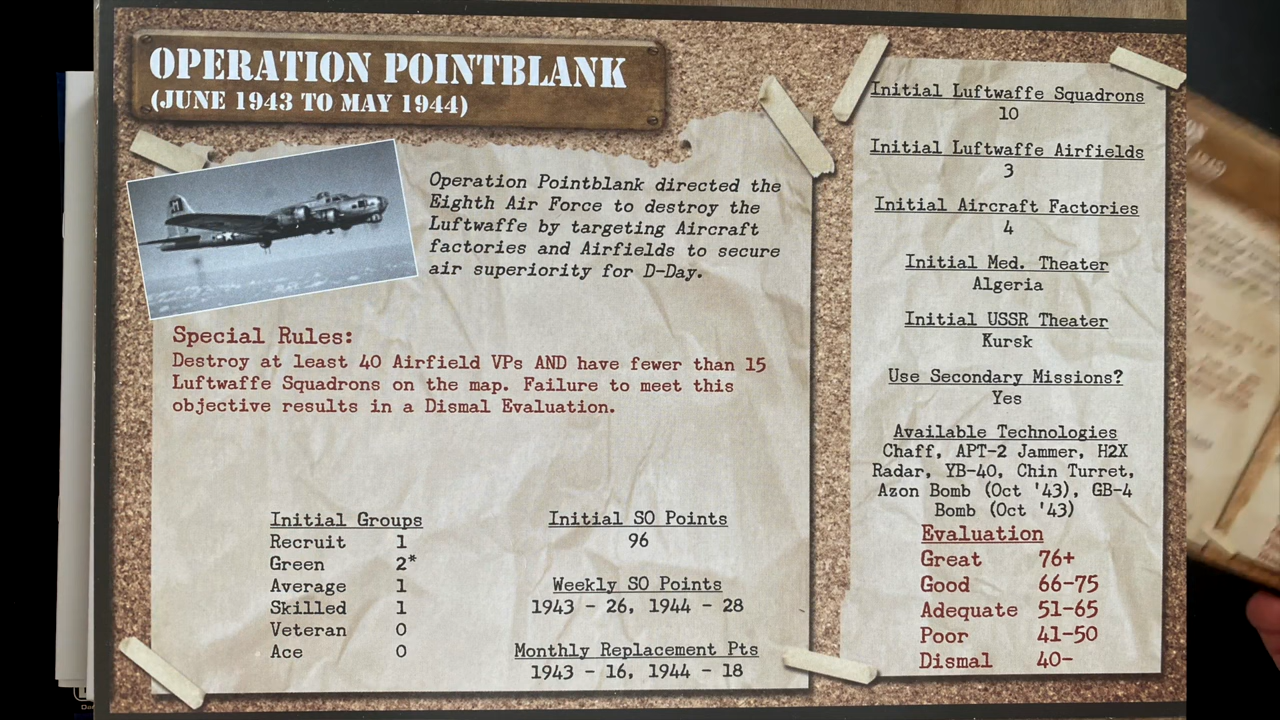 OPERATION POINTBLANK
(JUNE 1943 TO MAY 1944)
Operation Pointblank directed the
Eighth Air Force to destroy the
Luftwaffe by targeting Aircraft
factories and Airfields to secure
air superiority for D-Day.
Special Rules:
Destroy at least 40 Airfield VPs AND have fewer than 15
Luftwaffe Squadrons on the map. Failure to meet this
objective results in a Dismal Evaluation.
Initial Groups
Recruit 1
Green 2*
Average 1
Skilled 1
Veteran 0
Ace 0
Initial SO Points
96
Weekly SO Points
1943 - 26, 1944 - 28
Monthly Replacement Pts
1943 - 16, 1944 - 18
Initial Luftwaffe Squadrons
10
Initial Luftwaffe Airfields
3
Initial Aircraft Factories
4
Initial Med. Theater
Algeria
Initial USSR Theater
Kursk
Use Secondary Missions?
Yes
Available Technologies
Chaff, APT-2 Jammer, H2X
Radar, YB-40, Chin Turret,
Azon Bomb (Oct '43), GB-4
Bomb (Oct '43)
Evaluation
Great 76+
Good 66-75
Adequate 51-65
Poor 41-50
Dismal 40-